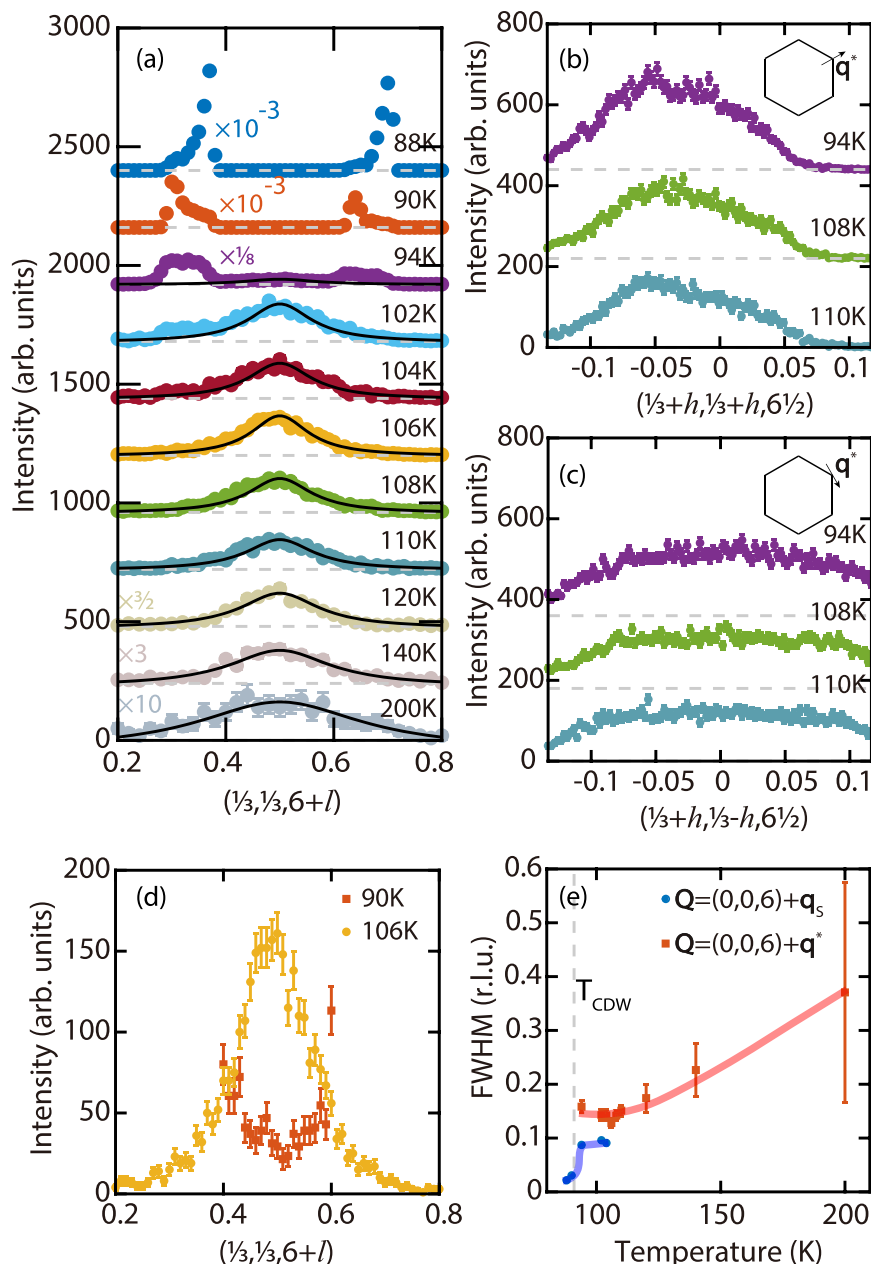 (a)
3000
2500
2000
1500
1000
500
0
Intensity (arb. units)
×10⁻³
88K
×10⁻³
90K
94K
×⅛
102K
104K
106K
108K
110K
×³⁄₂
120K
×3
140K
×10
200K
0.2 0.4 0.6 0.8
(⅓,⅓,6+l)
(b)
800
600
400
200
0
Intensity (arb. units)
q*
94K
108K
110K
-0.1 -0.05 0 0.05 0.1
(⅓+h,⅓+h,6½)
(c)
800
600
400
200
0
Intensity (arb. units)
q*
94K
108K
110K
-0.1 -0.05 0 0.05 0.1
(⅓+h,⅓-h,6½)
(d)
200
150
100
50
0
Intensity (arb. units)
90K
106K
0.2 0.4 0.6 0.8
(⅓,⅓,6+l)
(e)
0.6
0.5
0.4
0.3
0.2
0.1
0
FWHM (r.l.u.)
Q=(0,0,6)+qS
Q=(0,0,6)+q*
TCDW
100 150 200
Temperature (K)